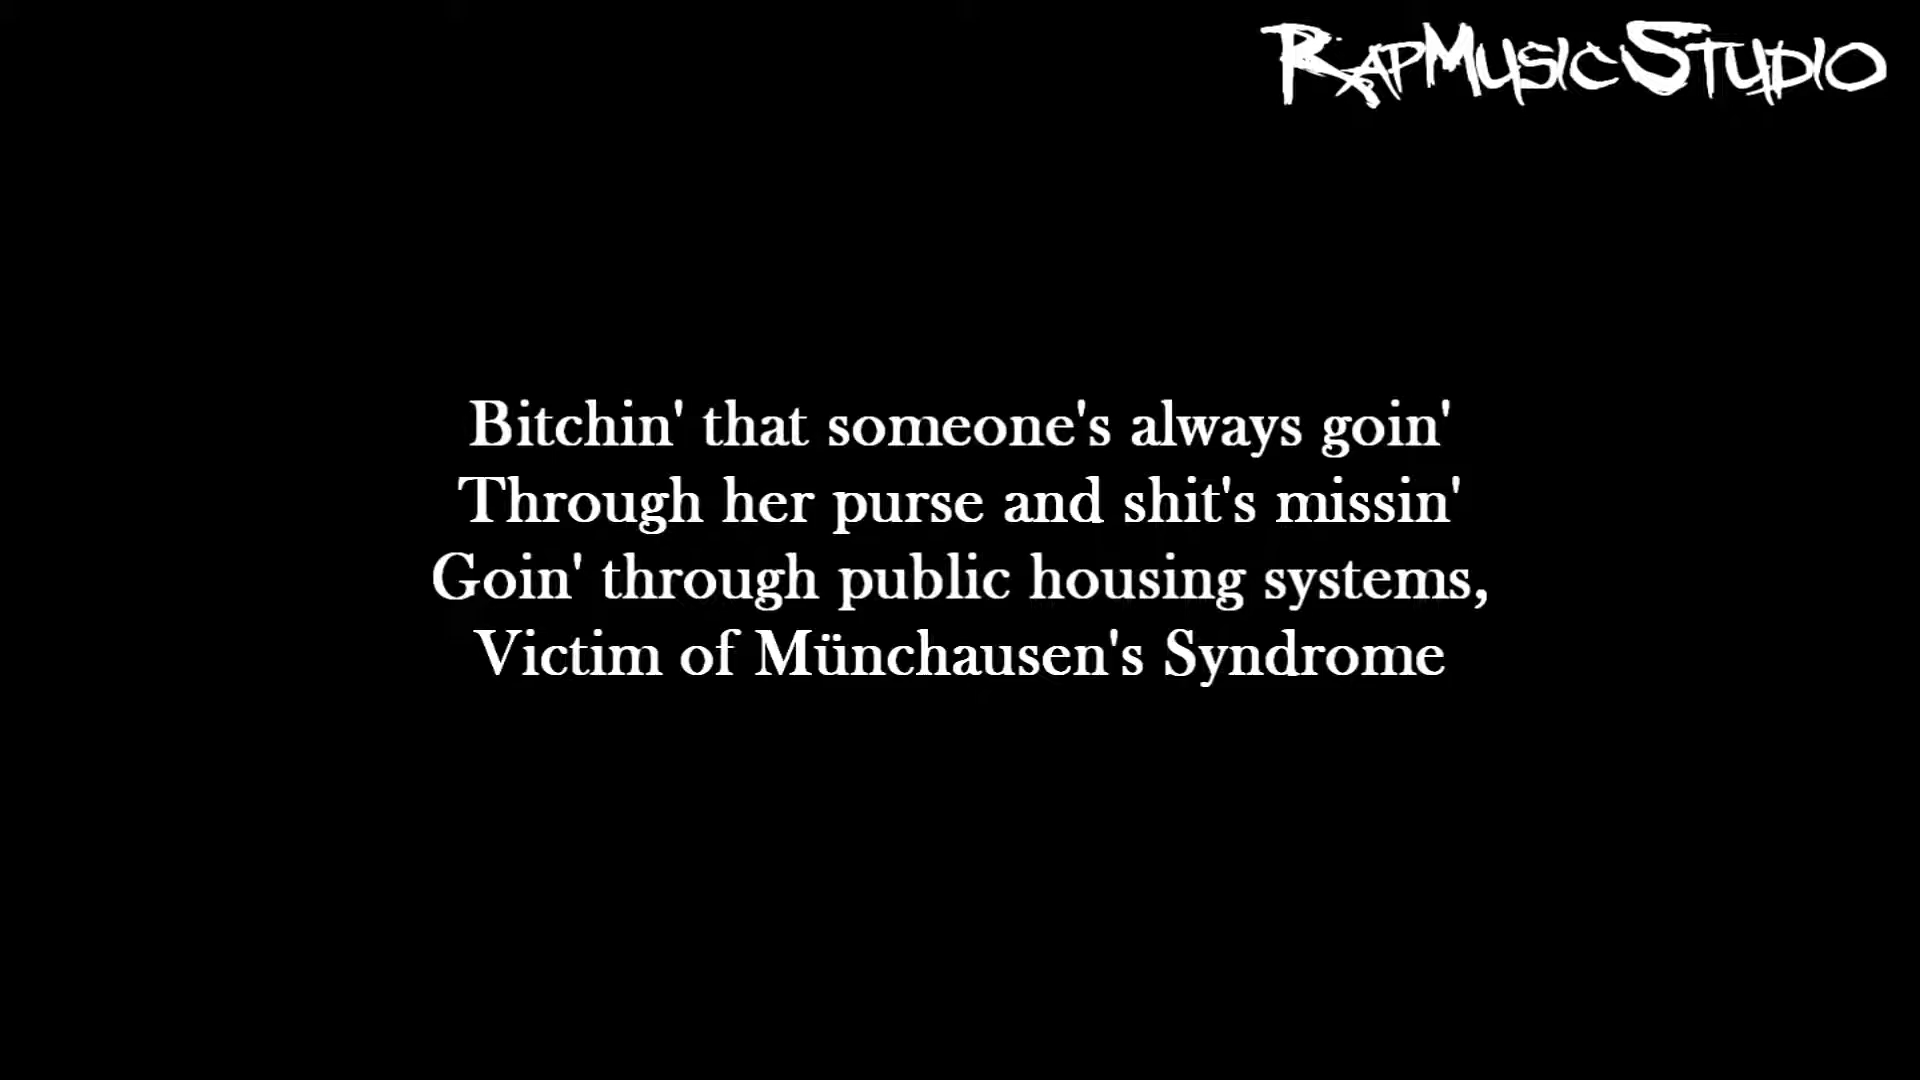 RapMusicStudio
Bitchin' that someone's always goin'
Through her purse and shit's missin'
Goin' through public housing systems,
Victim of Münchausen's Syndrome